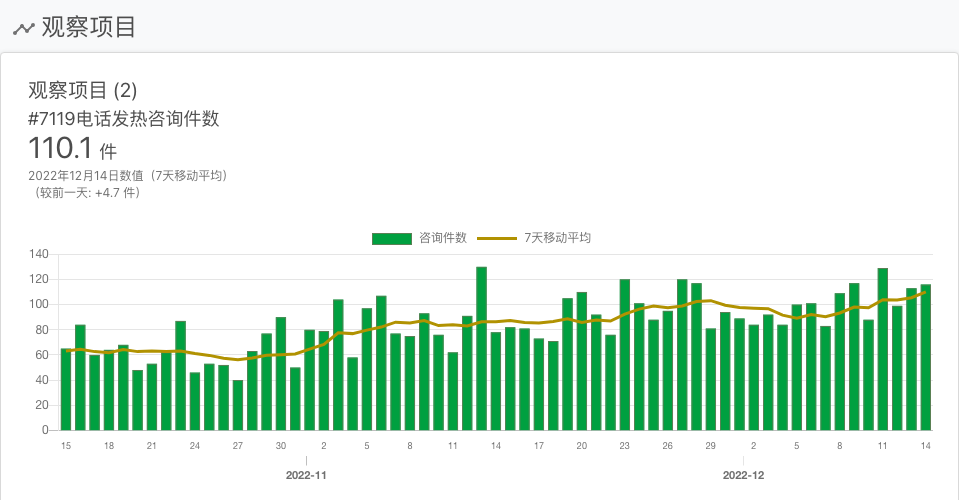 观察项目
观察项目 (2)
#7119电话发热咨询件数
110.1 件
2022年12月14日数值（7天移动平均）
（较前一天: +4.7 件）
咨询件数 7天移动平均
140
120
100
80
60
40
20
0
15 18 21 24 27 30 2 5 8 11 14 17 20 23 26 29 2 5 8 11 14
2022-11 2022-12